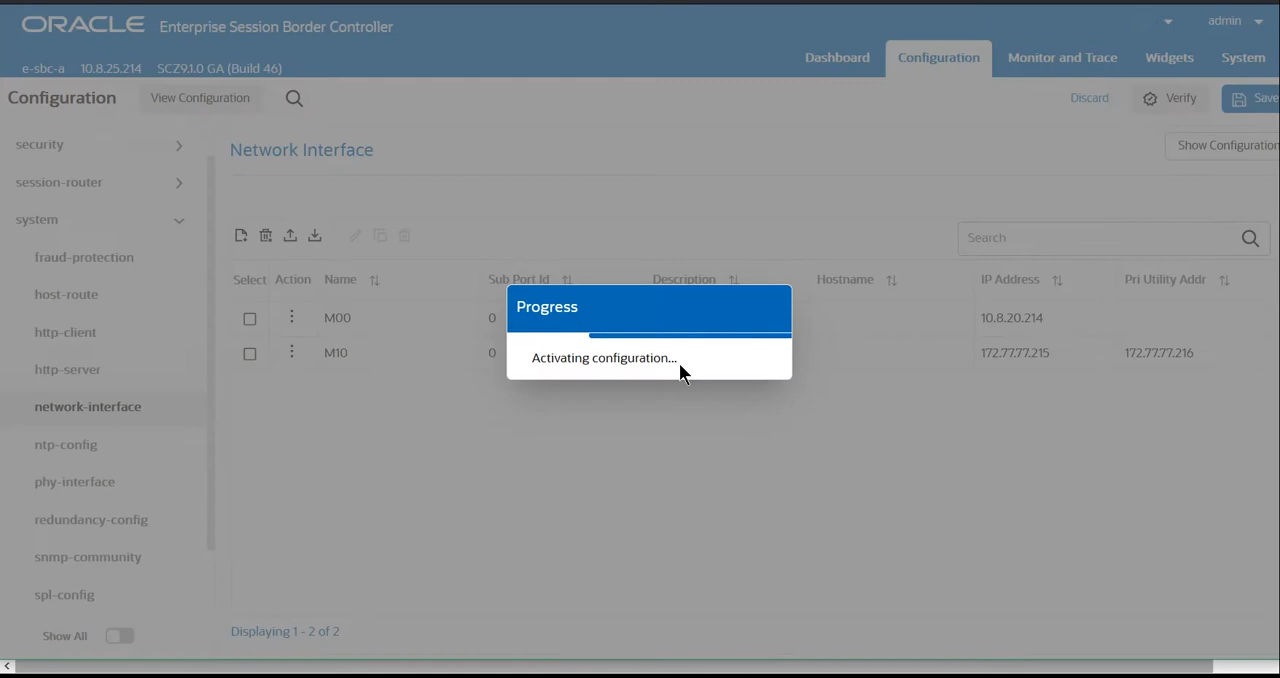 ORACLE Enterprise Session Border Controller
admin
e-sbc-a 10.8.25.214 SCZ9.1.0 GA (Build 46)
Dashboard Configuration Monitor and Trace Widgets System
Configuration View Configuration
Discard Verify Save
security
session-router
system
fraud-protection
host-route
http-client
http-server
network-interface
ntp-config
phy-interface
redundancy-config
snmp-community
spl-config
Show All
Network Interface
Show Configuration
Search
Select Action Name Sub Port Id Description Hostname IP Address Pri Utility Addr
M00 0 10.8.20.214
M10 0 172.77.77.215 172.77.77.216
Progress
Activating configuration...
Displaying 1 - 2 of 2